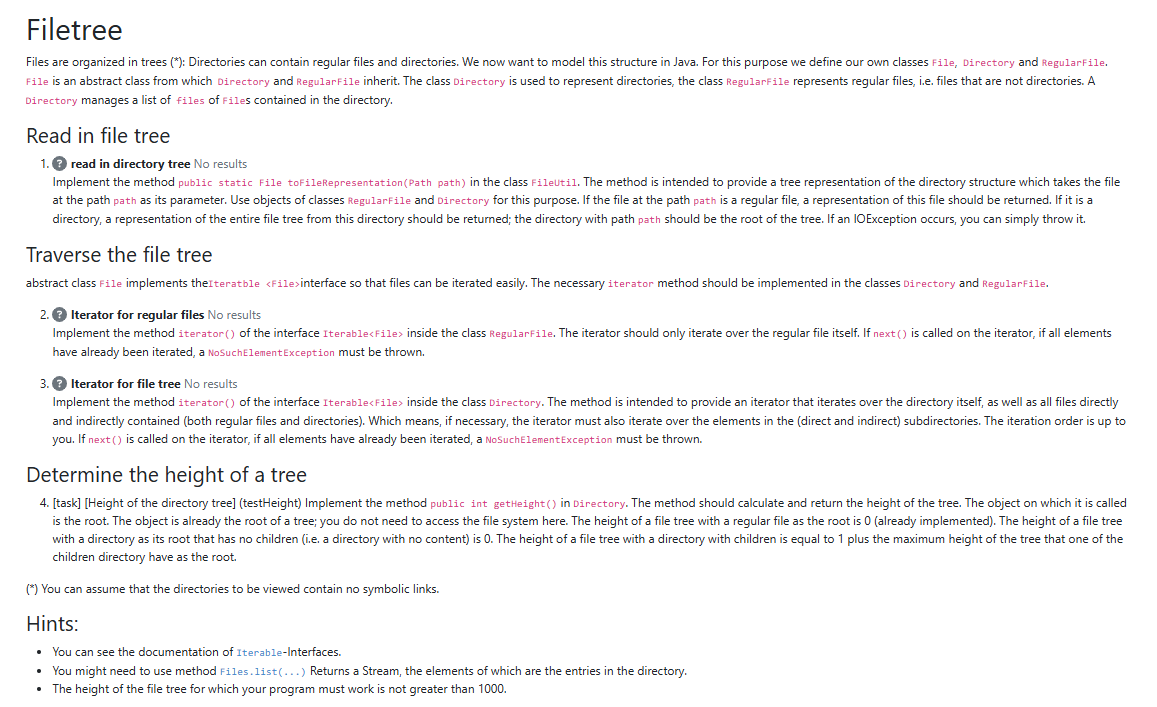 Filetree
Files are organized in trees (*): Directories can contain regular files and directories. We now want to model this structure in Java. For this purpose we define our own classes File, Directory and RegularFile.
File is an abstract class from which Directory and RegularFile inherit. The class Directory is used to represent directories, the class RegularFile represents regular files, i.e. files that are not directories. A
Directory manages a list of files of Files contained in the directory.
Read in file tree
1. ? read in directory tree No results
Implement the method public static File toFileRepresentation(Path path) in the class FileUtil. The method is intended to provide a tree representation of the directory structure which takes the file
at the path path as its parameter. Use objects of classes RegularFile and Directory for this purpose. If the file at the path path is a regular file, a representation of this file should be returned. If it is a
directory, a representation of the entire file tree from this directory should be returned; the directory with path path should be the root of the tree. If an IOException occurs, you can simply throw it.
Traverse the file tree
abstract class File implements theIteratble <File>interface so that files can be iterated easily. The necessary iterator method should be implemented in the classes Directory and RegularFile.
2. ? Iterator for regular files No results
Implement the method iterator() of the interface Iterable<File> inside the class RegularFile. The iterator should only iterate over the regular file itself. If next() is called on the iterator, if all elements
have already been iterated, a NoSuchElementException must be thrown.
3. ? Iterator for file tree No results
Implement the method iterator() of the interface Iterable<File> inside the class Directory. The method is intended to provide an iterator that iterates over the directory itself, as well as all files directly
and indirectly contained (both regular files and directories). Which means, if necessary, the iterator must also iterate over the elements in the (direct and indirect) subdirectories. The iteration order is up to
you. If next() is called on the iterator, if all elements have already been iterated, a NoSuchElementException must be thrown.
Determine the height of a tree
4. [task] [Height of the directory tree] (testHeight) Implement the method public int getHeight() in Directory. The method should calculate and return the height of the tree. The object on which it is called
is the root. The object is already the root of a tree; you do not need to access the file system here. The height of a file tree with a regular file as the root is 0 (already implemented). The height of a file tree
with a directory as its root that has no children (i.e. a directory with no content) is 0. The height of a file tree with a directory with children is equal to 1 plus the maximum height of the tree that one of the
children directory have as the root.
(*) You can assume that the directories to be viewed contain no symbolic links.
Hints:
• You can see the documentation of Iterable-Interfaces.
• You might need to use method Files.list(...) Returns a Stream, the elements of which are the entries in the directory.
• The height of the file tree for which your program must work is not greater than 1000.